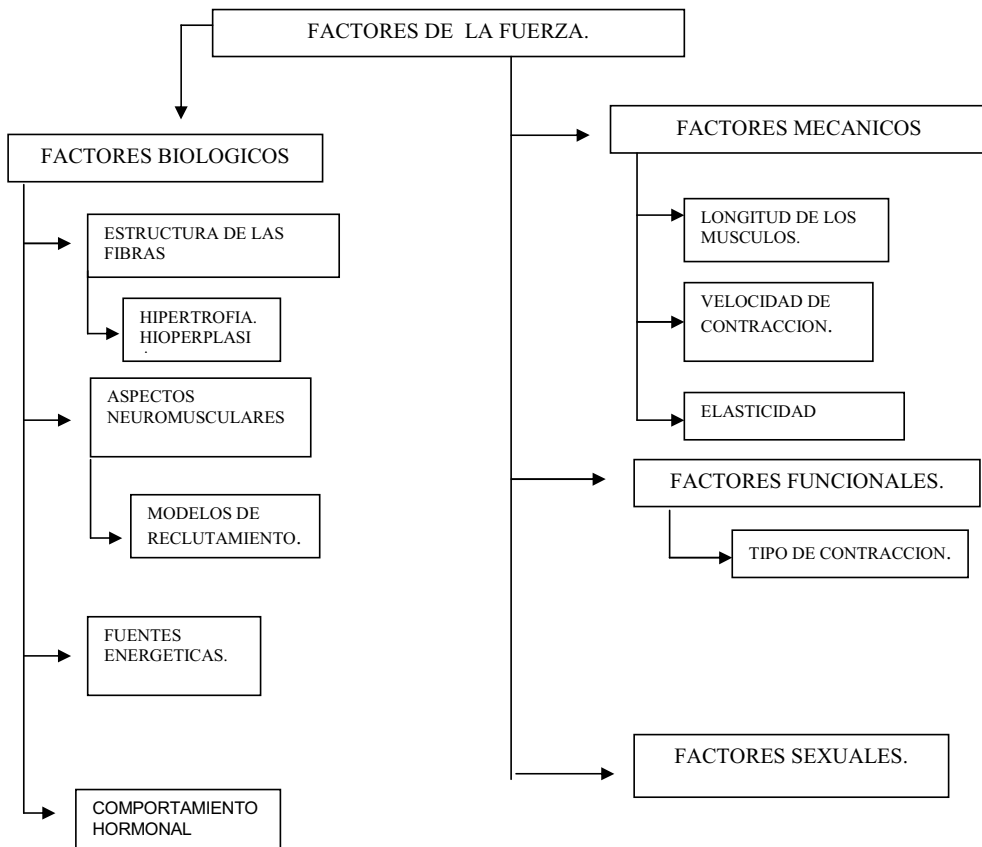 FACTORES DE LA FUERZA.
FACTORES BIOLOGICOS
ESTRUCTURA DE LAS
FIBRAS
HIPERTROFIA.
HIOPERPLASI
.
ASPECTOS
NEUROMUSCULARES
MODELOS DE
RECLUTAMIENTO.
FUENTES
ENERGETICAS.
COMPORTAMIENTO
HORMONAL
FACTORES MECANICOS
LONGITUD DE LOS
MUSCULOS.
VELOCIDAD DE
CONTRACCION.
ELASTICIDAD
FACTORES FUNCIONALES.
TIPO DE CONTRACCION.
FACTORES SEXUALES.